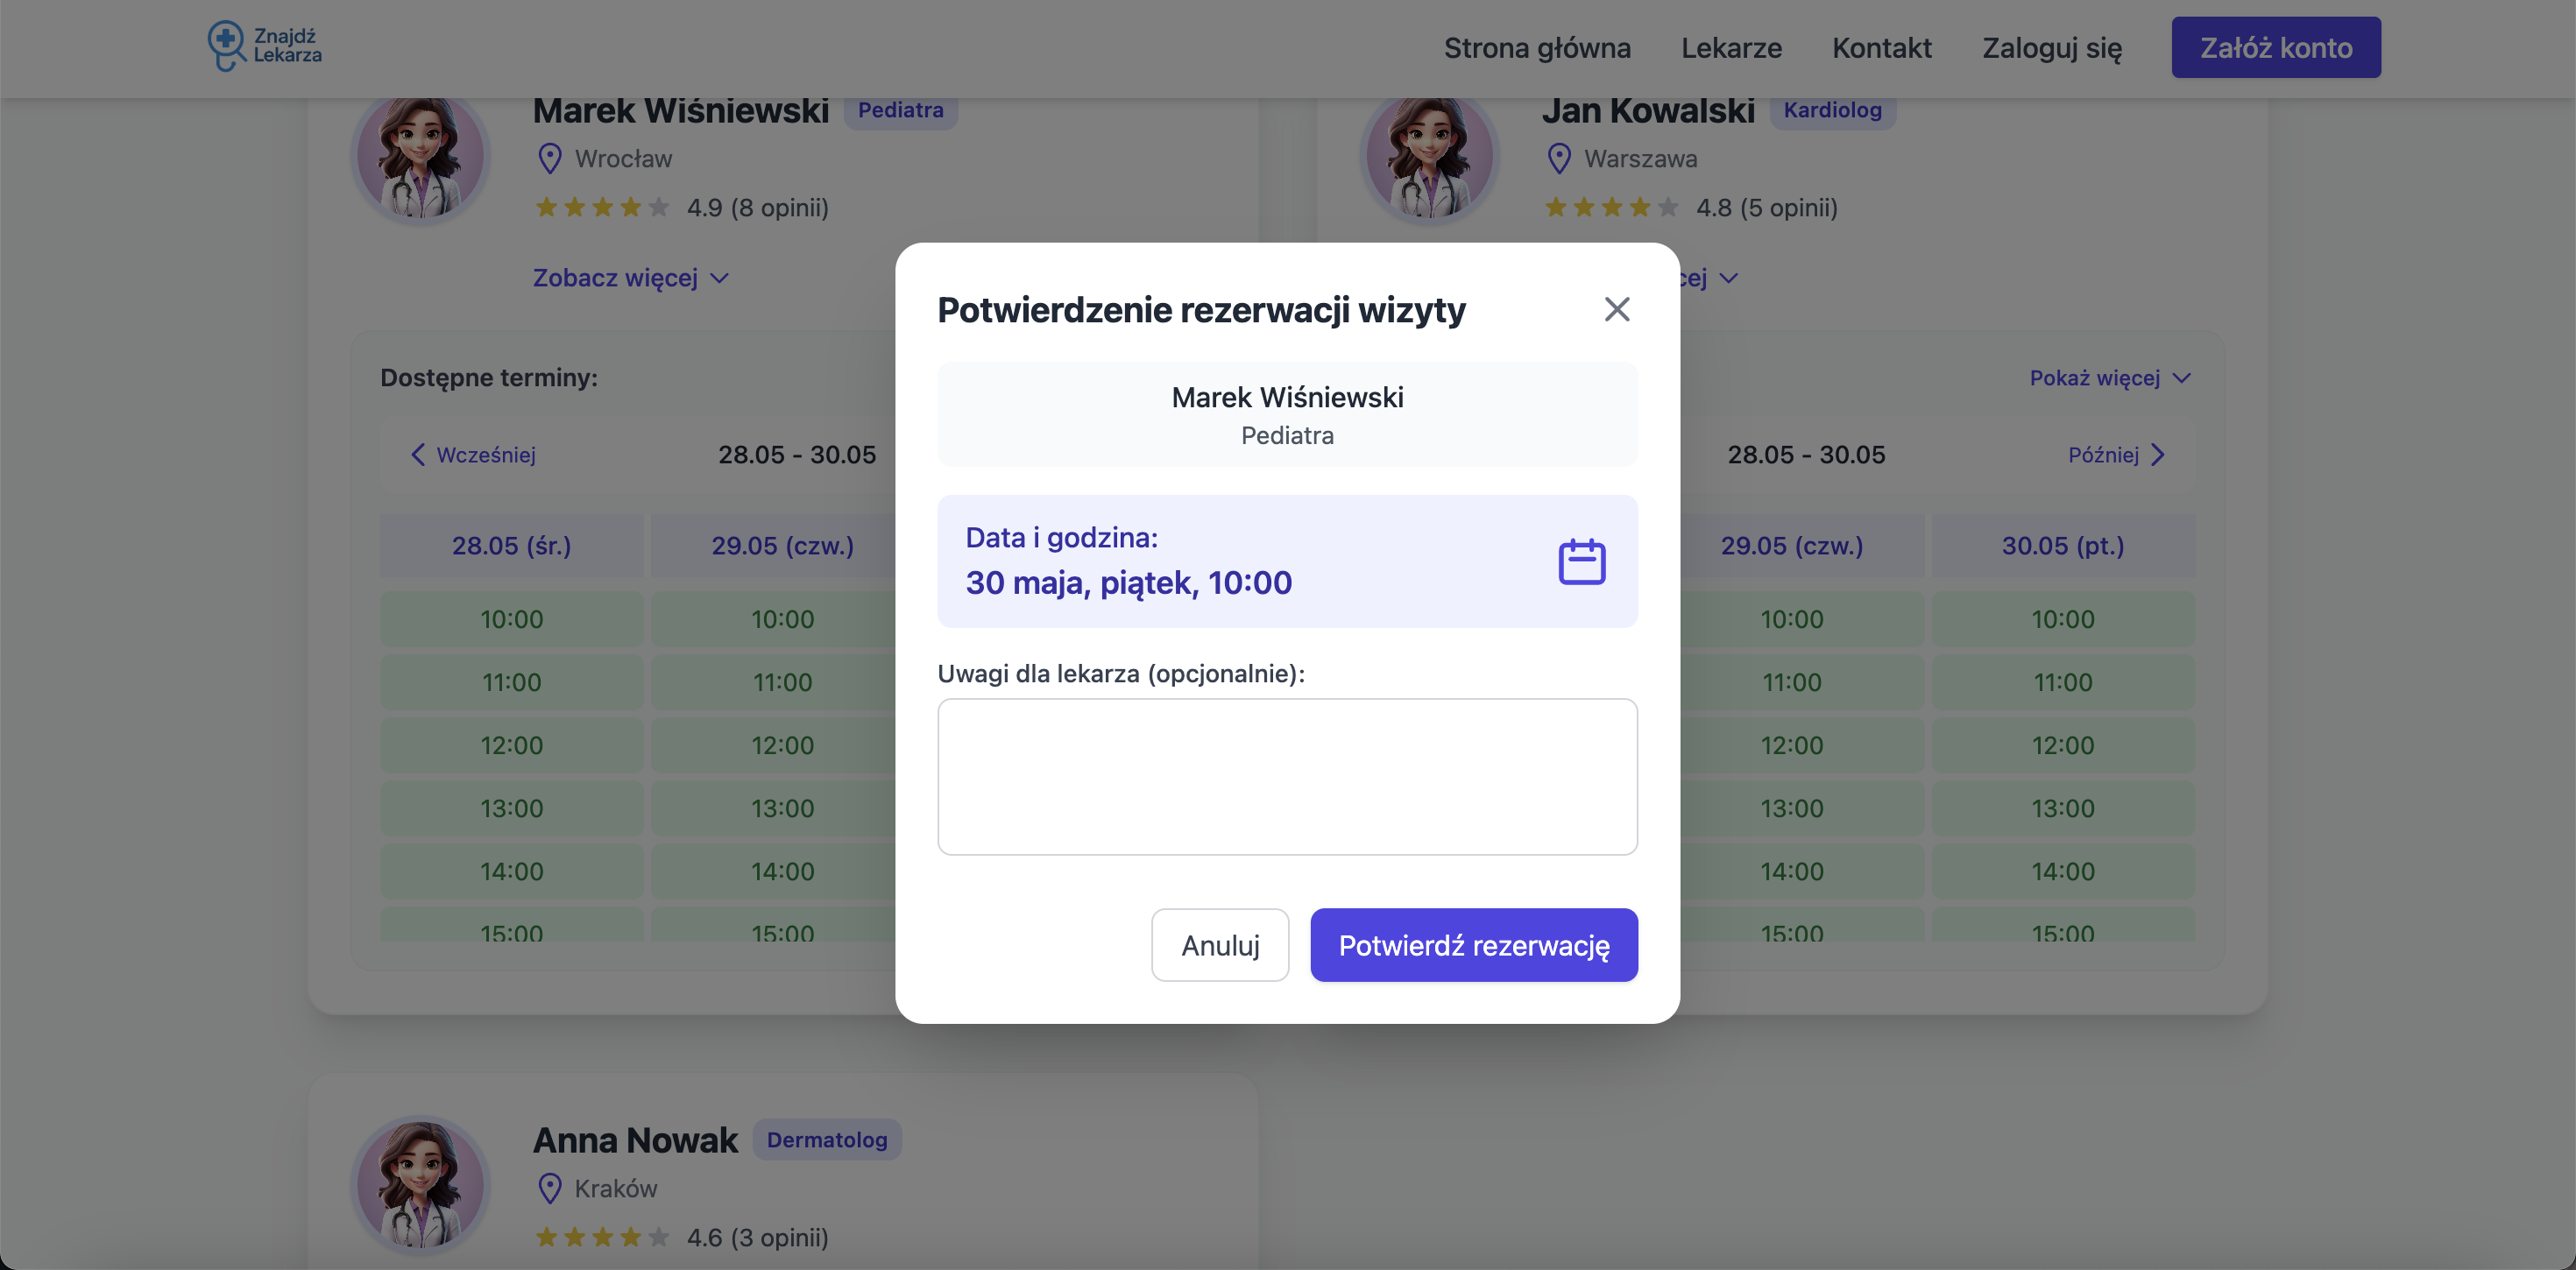 Znajdź
Lekarza
Strona główna
Lekarze
Kontakt
Zaloguj się
Załóż konto
Marek Wiśniewski
Pediatra
Wrocław
4.9 (8 opinii)
Zobacz więcej
Dostępne terminy:
Wcześniej
28.05 - 30.05
28.05 (śr.)
29.05 (czw.)
10:00
10:00
11:00
11:00
12:00
12:00
13:00
13:00
14:00
14:00
15:00
15:00
Jan Kowalski
Kardiolog
Warszawa
4.8 (5 opinii)
Pokaż więcej
28.05 - 30.05
Później
29.05 (czw.)
30.05 (pt.)
10:00
10:00
11:00
11:00
12:00
12:00
13:00
13:00
14:00
14:00
15:00
15:00
Potwierdzenie rezerwacji wizyty
Marek Wiśniewski
Pediatra
Data i godzina:
30 maja, piątek, 10:00
Uwagi dla lekarza (opcjonalnie):
Anuluj
Potwierdź rezerwację
Anna Nowak
Dermatolog
Kraków
4.6 (3 opinii)